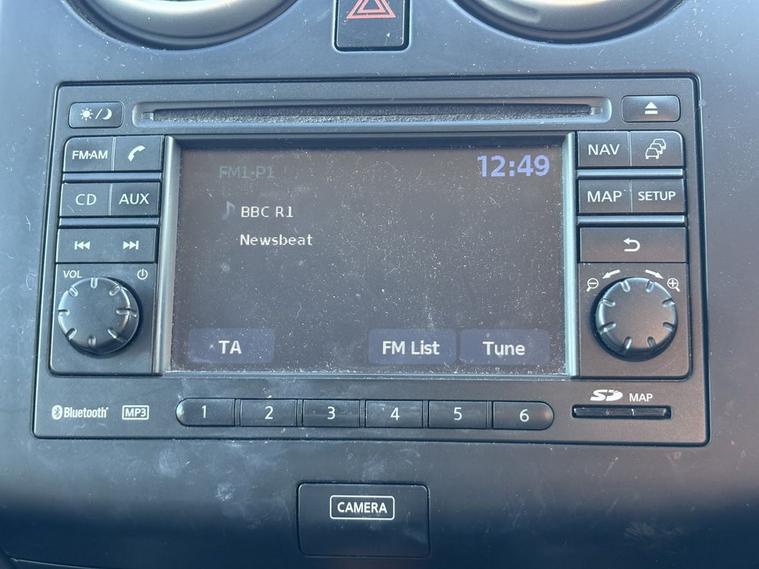 FM1-P1
12:49
FM·AM
NAV
BBC R1
CD AUX
MAP SETUP
Newsbeat
VOL
TA
FM List
Tune
Bluetooth®
MP3
1 2 3 4 5 6
SD MAP
CAMERA